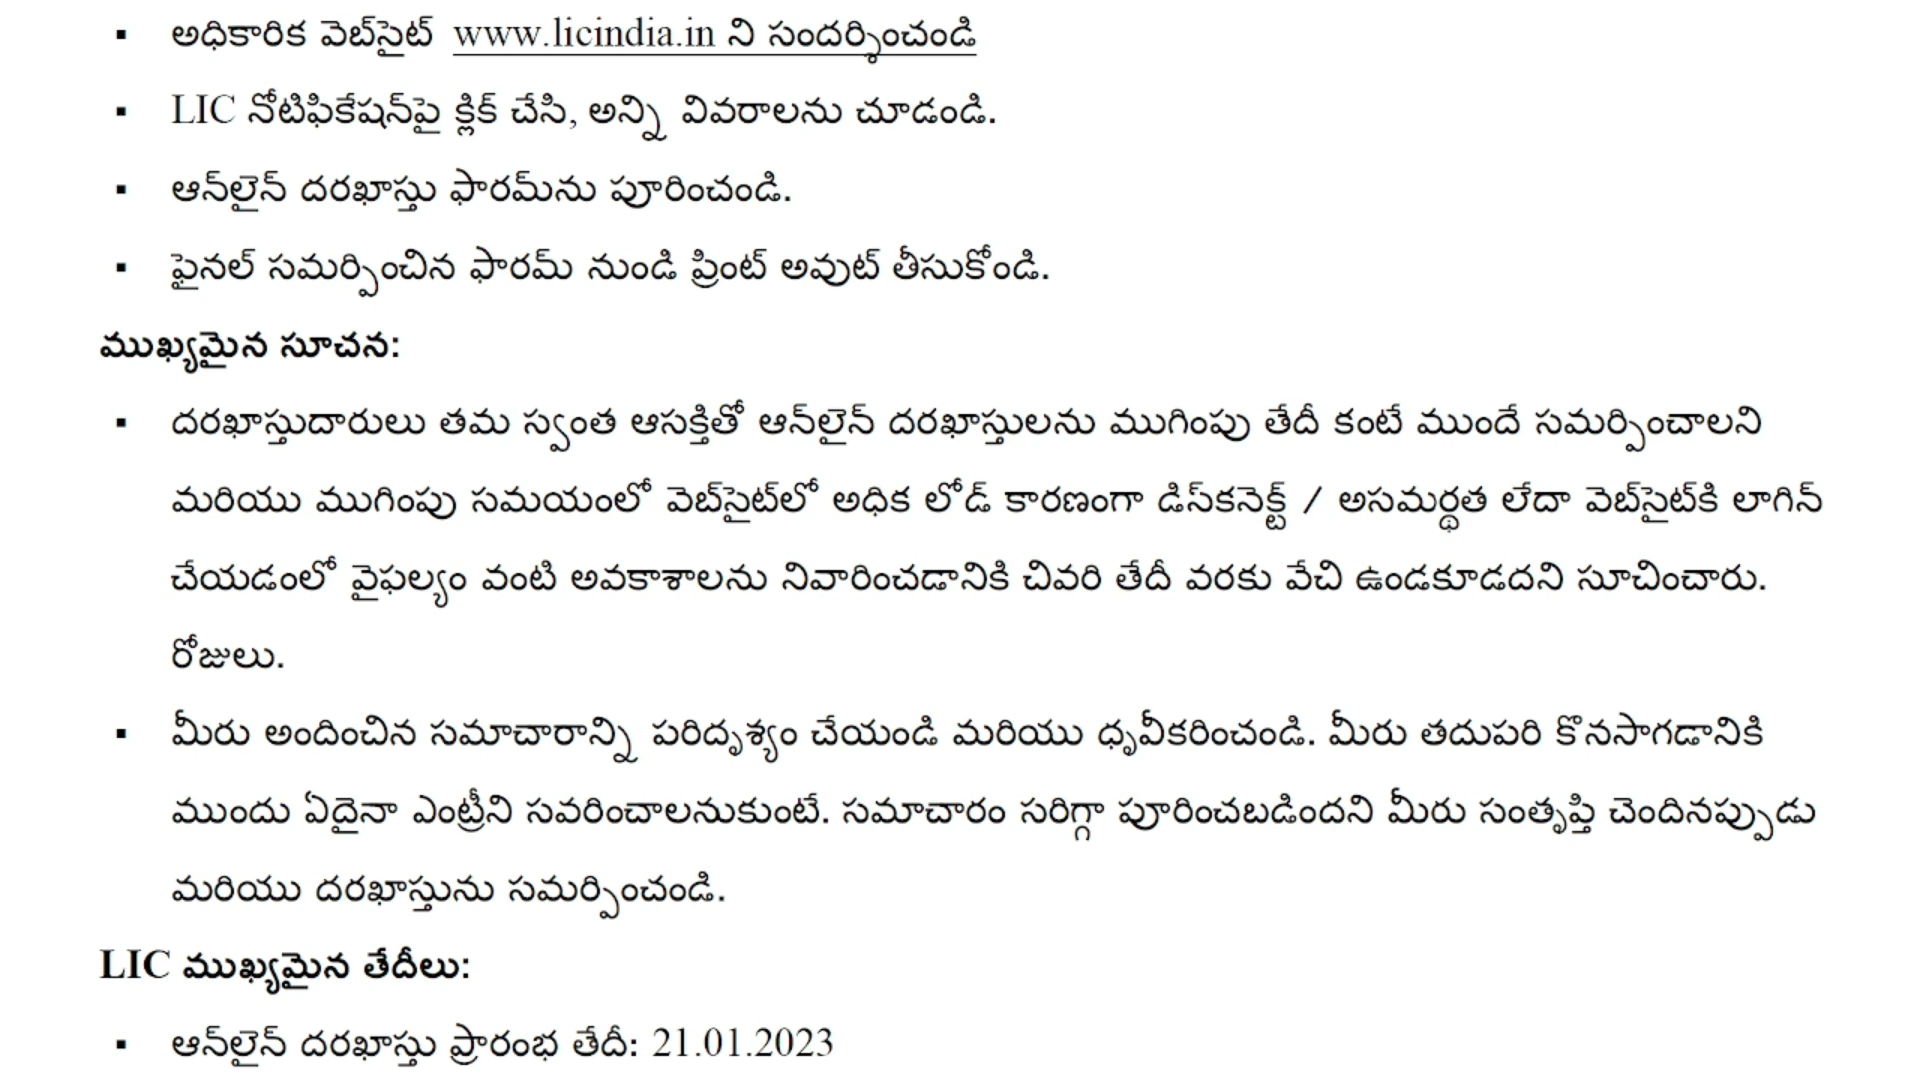 ▪ అధికారిక వెబ్‌సైట్ www.licindia.in ని సందర్శించండి
▪ LIC నోటిఫికేషన్‌పై క్లిక్ చేసి, అన్ని వివరాలను చూడండి.
▪ ఆన్‌లైన్ దరఖాస్తు ఫారమ్‌ను పూరించండి.
▪ ఫైనల్ సమర్పించిన ఫారమ్ నుండి ప్రింట్ అవుట్ తీసుకోండి.
ముఖ్యమైన సూచన:
▪ దరఖాస్తుదారులు తమ స్వంత ఆసక్తితో ఆన్‌లైన్ దరఖాస్తులను ముగింపు తేదీ కంటే ముందే సమర్పించాలని
మరియు ముగింపు సమయంలో వెబ్‌సైట్‌లో అధిక లోడ్ కారణంగా డిస్‌కనెక్ట్ / అసమర్థత లేదా వెబ్‌సైట్‌కి లాగిన్
చేయడంలో వైఫల్యం వంటి అవకాశాలను నివారించడానికి చివరి తేదీ వరకు వేచి ఉండకూడదని సూచించారు.
రోజులు.
▪ మీరు అందించిన సమాచారాన్ని పరిదృశ్యం చేయండి మరియు ధృవీకరించండి. మీరు తదుపరి కొనసాగడానికి
ముందు ఏదైనా ఎంట్రీని సవరించాలనుకుంటే. సమాచారం సరిగ్గా పూరించబడిందని మీరు సంతృప్తి చెందినప్పుడు
మరియు దరఖాస్తును సమర్పించండి.
LIC ముఖ్యమైన తేదీలు:
▪ ఆన్‌లైన్ దరఖాస్తు ప్రారంభ తేదీ: 21.01.2023